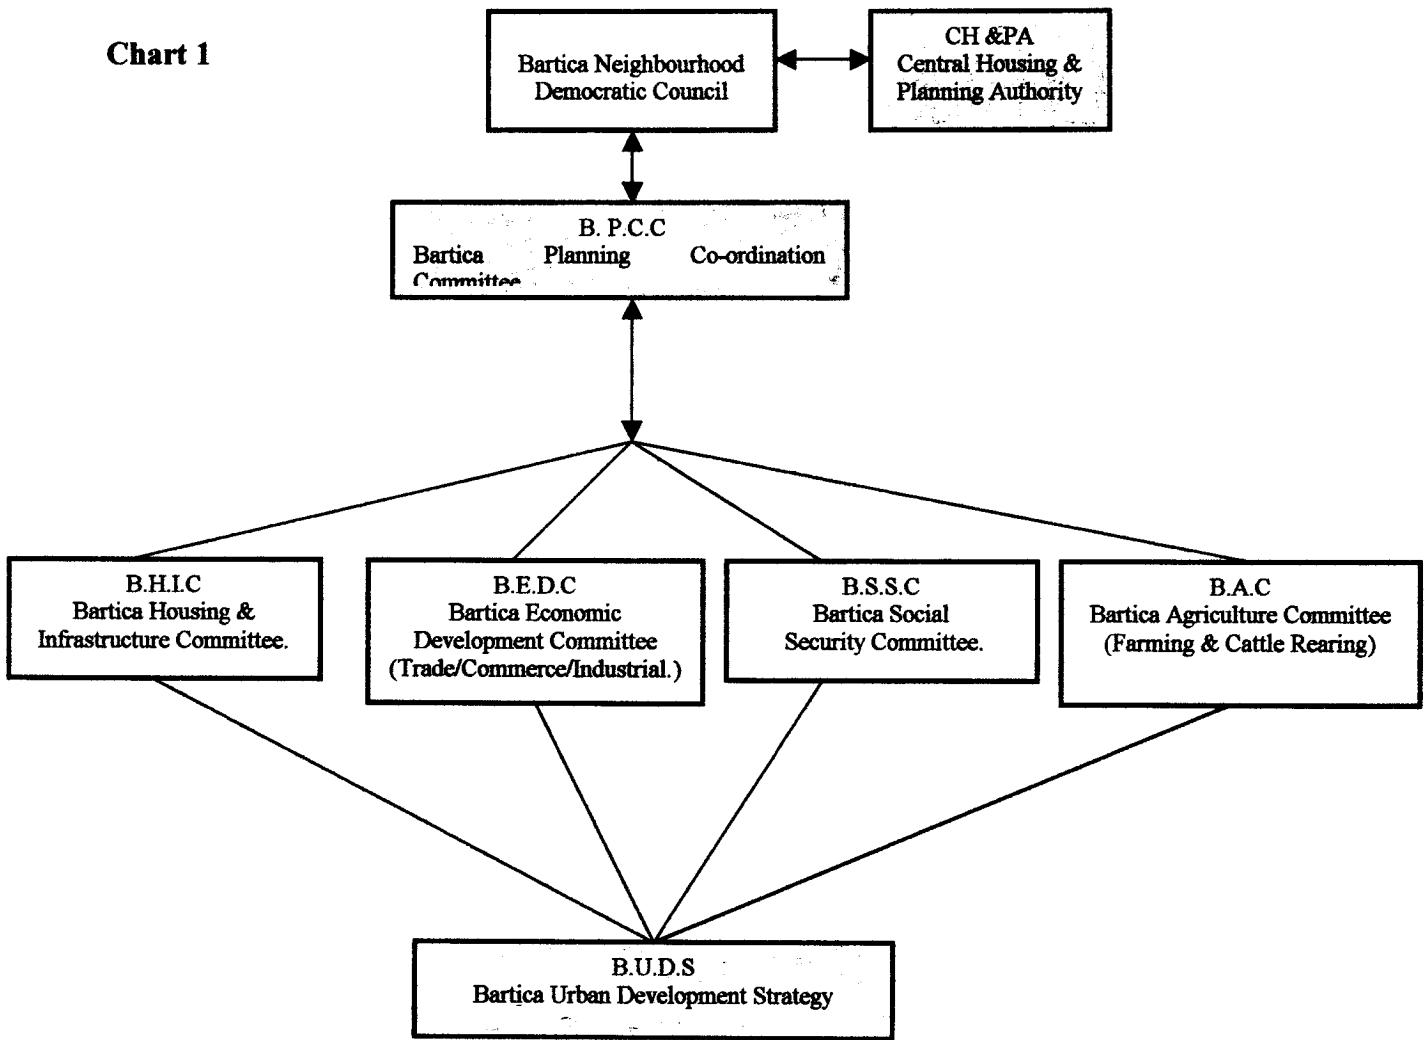 Chart 1
Bartica Neighbourhood
Democratic Council
CH &PA
Central Housing &
Planning Authority
B. P.C.C
Bartica Planning Co-ordination
Committee
B.H.I.C
Bartica Housing &
Infrastructure Committee.
B.E.D.C
Bartica Economic
Development Committee
(Trade/Commerce/Industrial.)
B.S.S.C
Bartica Social
Security Committee.
B.A.C
Bartica Agriculture Committee
(Farming & Cattle Rearing)
B.U.D.S
Bartica Urban Development Strategy